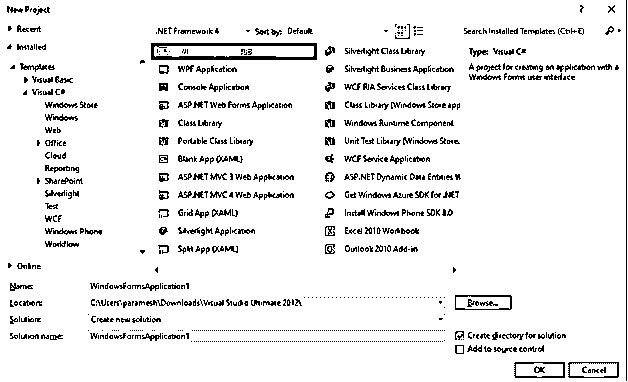 New Project
? X
Recent
.NET Framework 4
Sort by: Default
Search Installed Templates (Ctrl+E)
Installed
Templates
Visual Basic
Visual C#
Windows Store
Windows
Web
Office
Cloud
Reporting
SharePoint
Silverlight
Test
WCF
Windows Phone
Workflow
Online
WPF Application
Console Application
ASP.NET Web Forms Application
Class Library
Portable Class Library
Blank App (XAML)
ASP.NET MVC 3 Web Application
ASP.NET MVC 4 Web Application
Grid App (XAML)
Silverlight Application
Split App (XAML)
Silverlight Class Library
Silverlight Business Application
WCF RIA Services Class Library
Class Library (Windows Store app
Windows Runtime Component
Unit Test Library (Windows Store
WCF Service Application
ASP.NET Dynamic Data Entities W
Get Windows Azure SDK for .NET
Install Windows Phone SDK 8.0
Excel 2010 Workbook
Outlook 2010 Add-in
Type: Visual C#
A project for creating an application with a
Windows Forms user interface
Name: WindowsFormsApplication1
Location: C:\Users\paramesh\Downloads\Visual Studio Ultimate 2012\
Browse...
Solution: Create new solution
Solution name: WindowsFormsApplication1
Create directory for solution
Add to source control
OK
Cancel